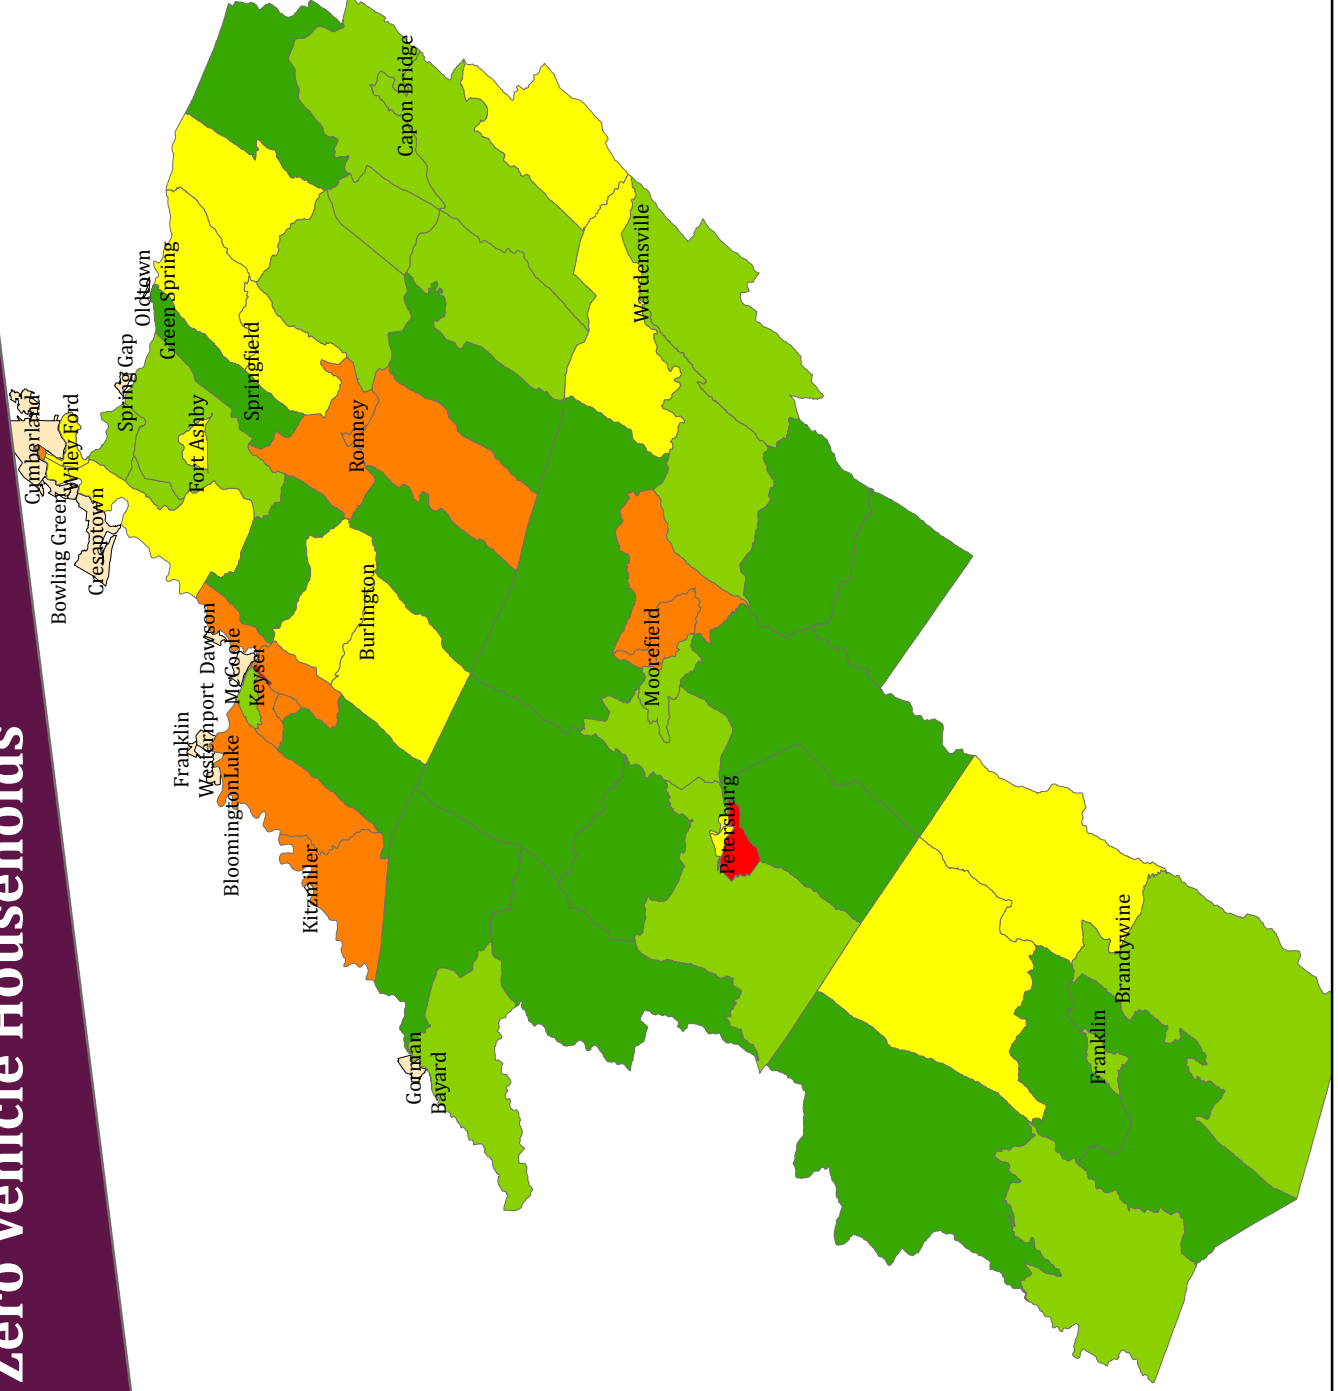 Zero Vehicle Households
Cumberland
Bowling Green
Wiley Ford
Cresaptown
Spring Gap
Oldtown
Green Spring
Fort Ashby
Springfield
Capon Bridge
Romney
Wardensville
Franklin
Westernport
Dawson
McCoole
Keyser
Bloomington
Luke
Kitzmiller
Burlington
Gorman
Bayard
Moorefield
Petersburg
Brandywine
Franklin